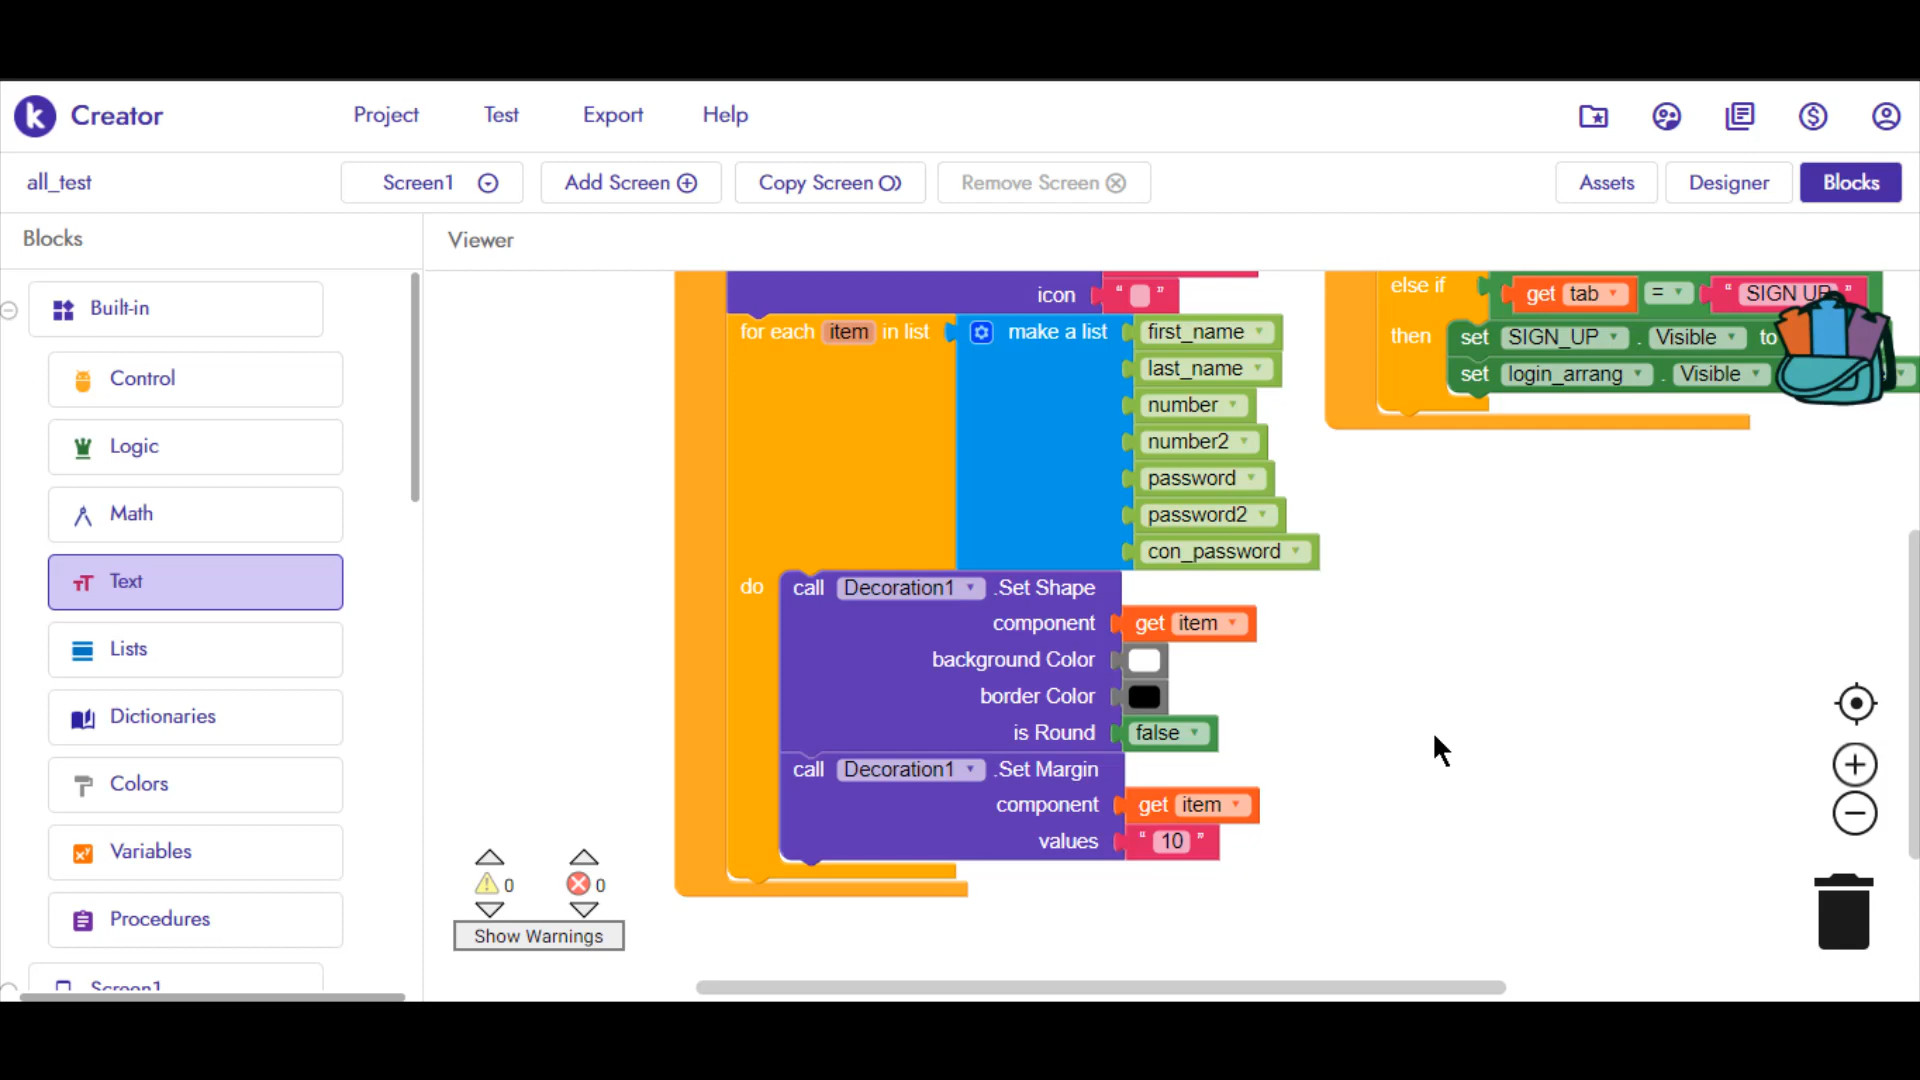 k Creator Project Test Export Help
all_test Screen1 Add Screen Copy Screen Remove Screen Assets Designer Blocks
Blocks Viewer
Built-in
Control
Logic
Math
Text
Lists
Dictionaries
Colors
Variables
Procedures
Screen1
icon “ ”
for each item in list make a list first_name
last_name
number
number2
password
password2
con_password
do call Decoration1 .Set Shape
component get item
background Color
border Color
is Round false
call Decoration1 .Set Margin
component get item
values “ 10 ”
else if get tab = “ SIGN UP ”
then set SIGN_UP . Visible to
set login_arrang . Visible
0 0
Show Warnings